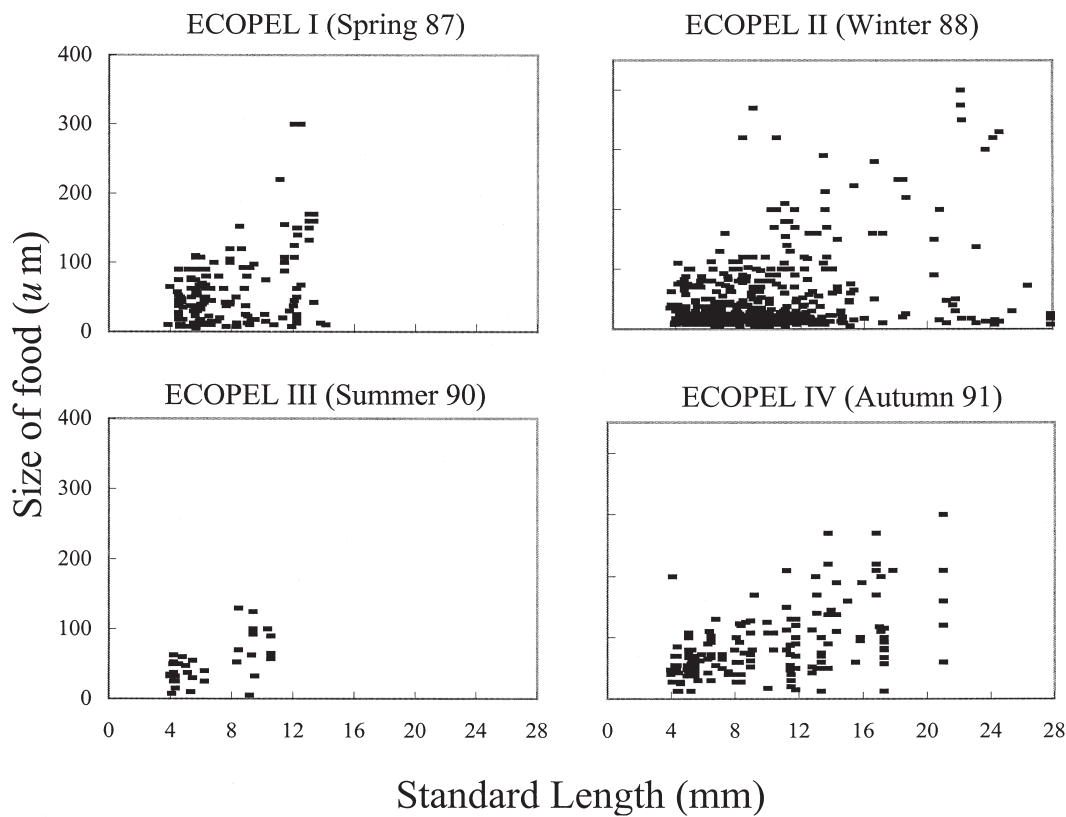 ECOPEL I (Spring 87)
ECOPEL II (Winter 88)
400
300
200
100
0
0 4 8 12 16 20 24 28
ECOPEL III (Summer 90)
ECOPEL IV (Autumn 91)
400
300
200
100
0
0 4 8 12 16 20 24 28
Size of food (u m)
Standard Length (mm)